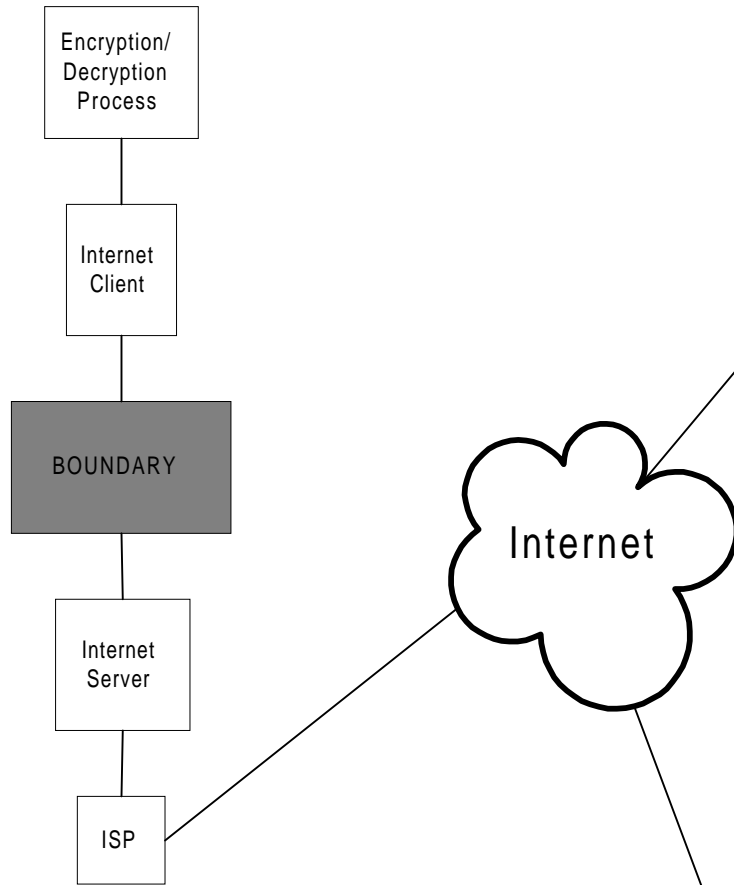 Encryption/
Decryption
Process
Internet
Client
BOUNDARY
Internet
Internet
Server
ISP